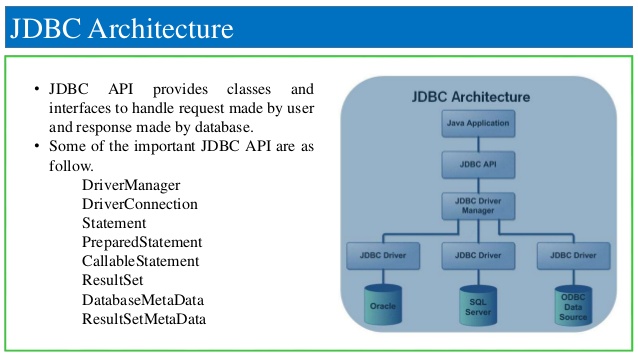 JDBC Architecture
• JDBC API provides classes and
interfaces to handle request made by user
and response made by database.
• Some of the important JDBC API are as
follow.
DriverManager
DriverConnection
Statement
PreparedStatement
CallableStatement
ResultSet
DatabaseMetaData
ResultSetMetaData
JDBC Architecture
Java Application
JDBC API
JDBC Driver
Manager
JDBC Driver
JDBC Driver
JDBC Driver
Oracle
SQL
Server
ODBC
Data
Source